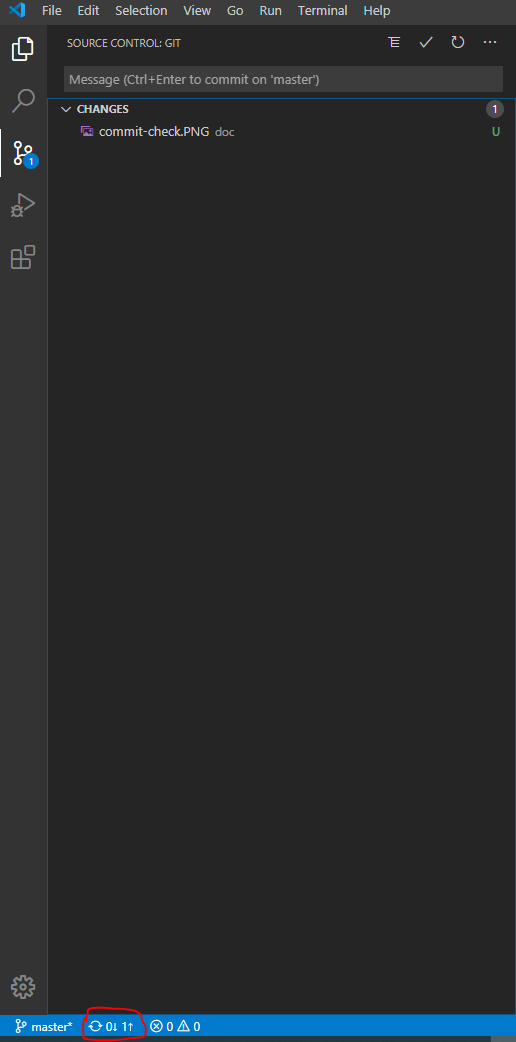 File Edit Selection View Go Run Terminal Help
SOURCE CONTROL: GIT
Message (Ctrl+Enter to commit on 'master')
CHANGES 1
commit-check.PNG doc U
1
master* 0↓ 1↑ 0 0